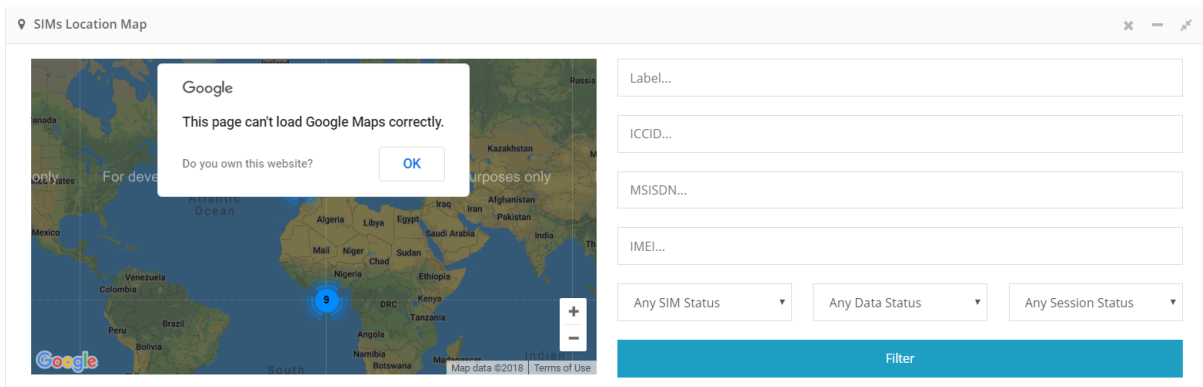 SIMs Location Map
Google
This page can't load Google Maps correctly.
Do you own this website?
OK
Russia
anada
Kazakhstan
only
For deve
urposes only
Atlantic
Ocean
Afghanistan
Iraq
Iran
Pakistan
Algeria
Libya
Egypt
Saudi Arabia
India
Mexico
Th
Mali
Niger
Chad
Sudan
Nigeria
Ethiopia
Venezuela
Colombia
9
DRC
Kenya
Tanzania
Peru
Brazil
Angola
Bolivia
Namibia
Botswana
Madagascar
Indian
South
Google
Map data ©2018
Terms of Use
Label...
ICCID...
MSISDN...
IMEI...
Any SIM Status
Any Data Status
Any Session Status
Filter